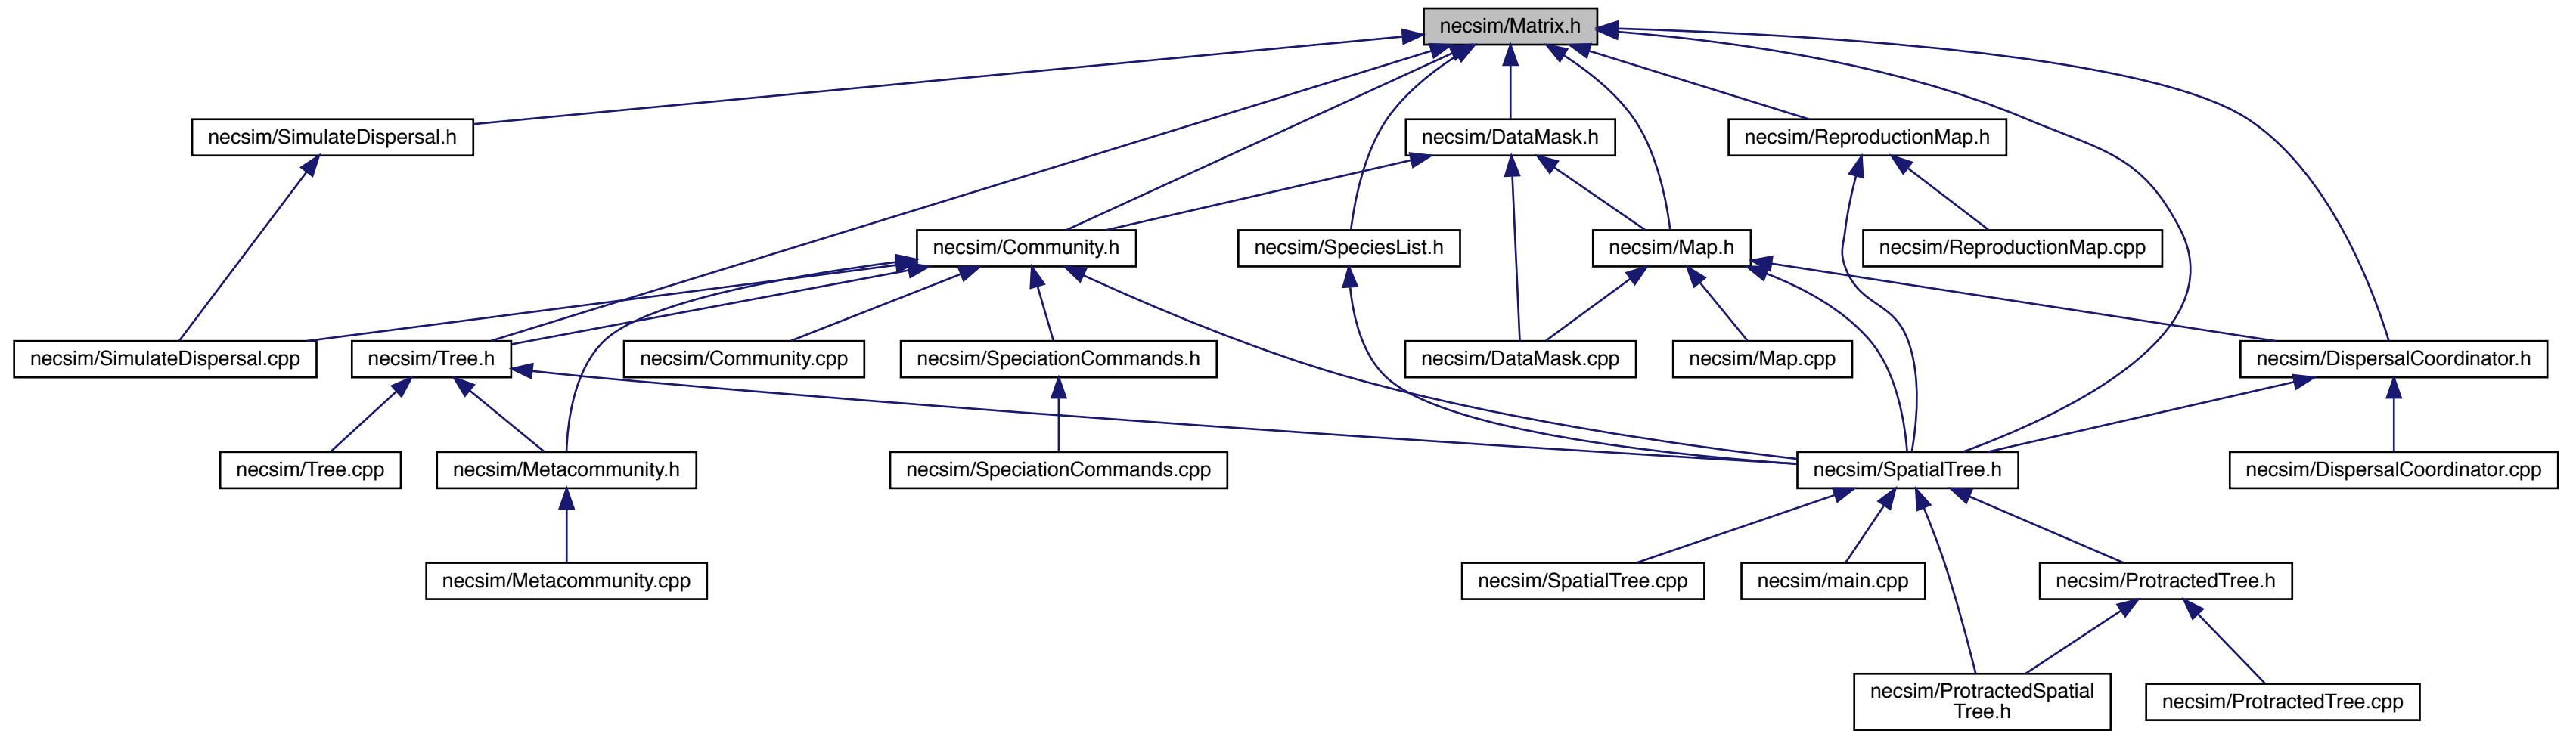 necsim/Matrix.h
necsim/SimulateDispersal.h
necsim/DataMask.h
necsim/ReproductionMap.h
necsim/Community.h
necsim/SpeciesList.h
necsim/Map.h
necsim/ReproductionMap.cpp
necsim/SimulateDispersal.cpp
necsim/Tree.h
necsim/Community.cpp
necsim/SpeciationCommands.h
necsim/DataMask.cpp
necsim/Map.cpp
necsim/DispersalCoordinator.h
necsim/Tree.cpp
necsim/Metacommunity.h
necsim/SpeciationCommands.cpp
necsim/SpatialTree.h
necsim/DispersalCoordinator.cpp
necsim/Metacommunity.cpp
necsim/SpatialTree.cpp
necsim/main.cpp
necsim/ProtractedTree.h
necsim/ProtractedSpatial
Tree.h
necsim/ProtractedTree.cpp